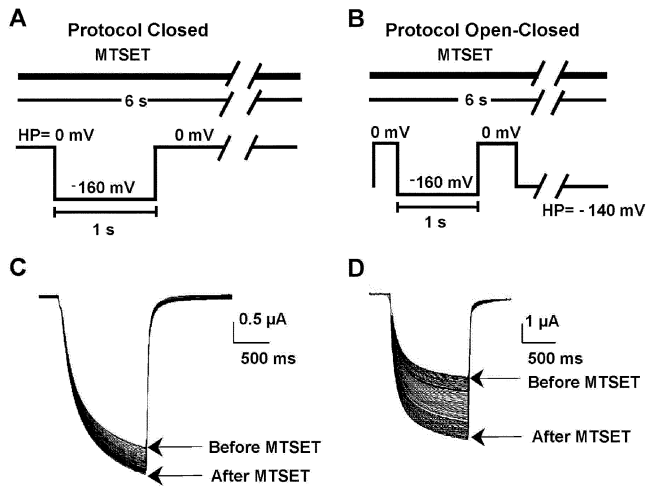 A
Protocol Closed
MTSET
6 s
HP= 0 mV
0 mV
-160 mV
1 s
B
Protocol Open-Closed
MTSET
6 s
0 mV
0 mV
-160 mV
HP= - 140 mV
1 s
C
0.5 µA
500 ms
Before MTSET
After MTSET
D
1 µA
500 ms
Before MTSET
After MTSET